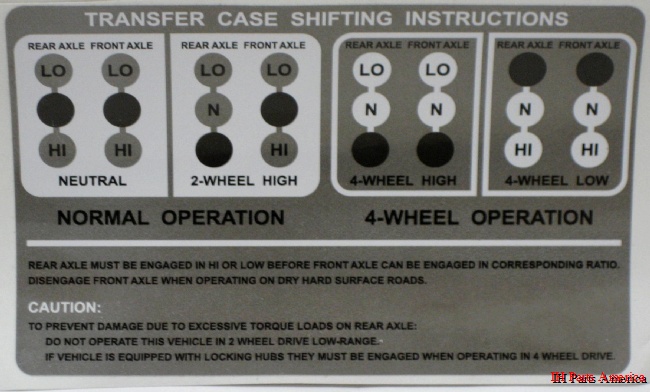 TRANSFER CASE SHIFTING INSTRUCTIONS
REAR AXLE FRONT AXLE REAR AXLE FRONT AXLE REAR AXLE FRONT AXLE REAR AXLE FRONT AXLE
LO LO LO LO LO LO
N N N N N
HI HI HI HI HI
NEUTRAL 2-WHEEL HIGH 4-WHEEL HIGH 4-WHEEL LOW
NORMAL OPERATION 4-WHEEL OPERATION
REAR AXLE MUST BE ENGAGED IN HI OR LOW BEFORE FRONT AXLE CAN BE ENGAGED IN CORRESPONDING RATIO.
DISENGAGE FRONT AXLE WHEN OPERATING ON DRY HARD SURFACE ROADS.
CAUTION:
TO PREVENT DAMAGE DUE TO EXCESSIVE TORQUE LOADS ON REAR AXLE:
DO NOT OPERATE THIS VEHICLE IN 2 WHEEL DRIVE LOW-RANGE.
IF VEHICLE IS EQUIPPED WITH LOCKING HUBS THEY MUST BE ENGAGED WHEN OPERATING IN 4 WHEEL DRIVE.
IH Parts America